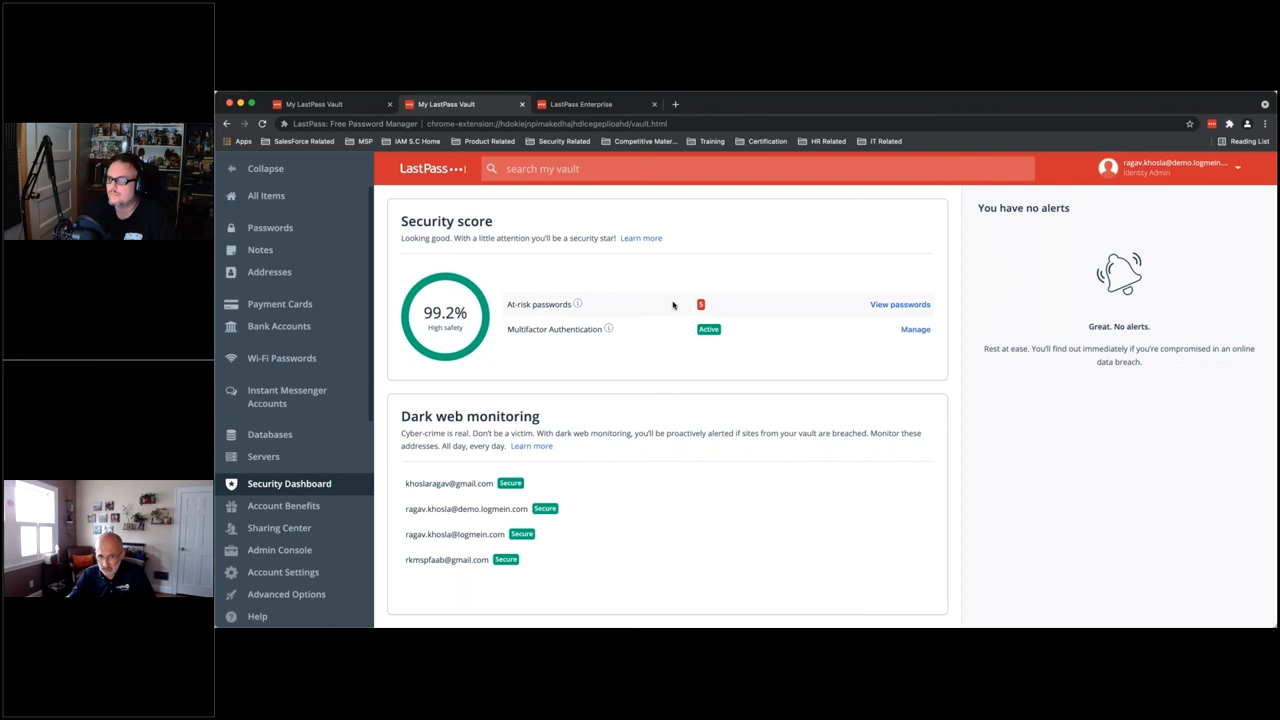 My LastPass Vault
My LastPass Vault
LastPass Enterprise
LastPass: Free Password Manager | chrome-extension://hdokiejnpimakedhajhdlcegeplioahd/vault.html
Apps SalesForce Related MSP IAM S.C Home Product Related Security Related Competitive Mater... Training Certification HR Related IT Related Reading List
Collapse
All Items
Passwords
Notes
Addresses
Payment Cards
Bank Accounts
Wi-Fi Passwords
Instant Messenger
Accounts
Databases
Servers
Security Dashboard
Account Benefits
Sharing Center
Admin Console
Account Settings
Advanced Options
Help
LastPass
search my vault
ragav.khosla@demo.logmein....
Identity Admin
Security score
Looking good. With a little attention you'll be a security star! Learn more
99.2%
High safety
At-risk passwords 5 View passwords
Multifactor Authentication Active Manage
Dark web monitoring
Cyber-crime is real. Don't be a victim. With dark web monitoring, you'll be proactively alerted if sites from your vault are breached. Monitor these
addresses. All day, every day. Learn more
khoslaragav@gmail.com Secure
ragav.khosla@demo.logmein.com Secure
ragav.khosla@logmein.com Secure
rkmspfaab@gmail.com Secure
You have no alerts
Great. No alerts.
Rest at ease. You'll find out immediately if you're compromised in an online
data breach.